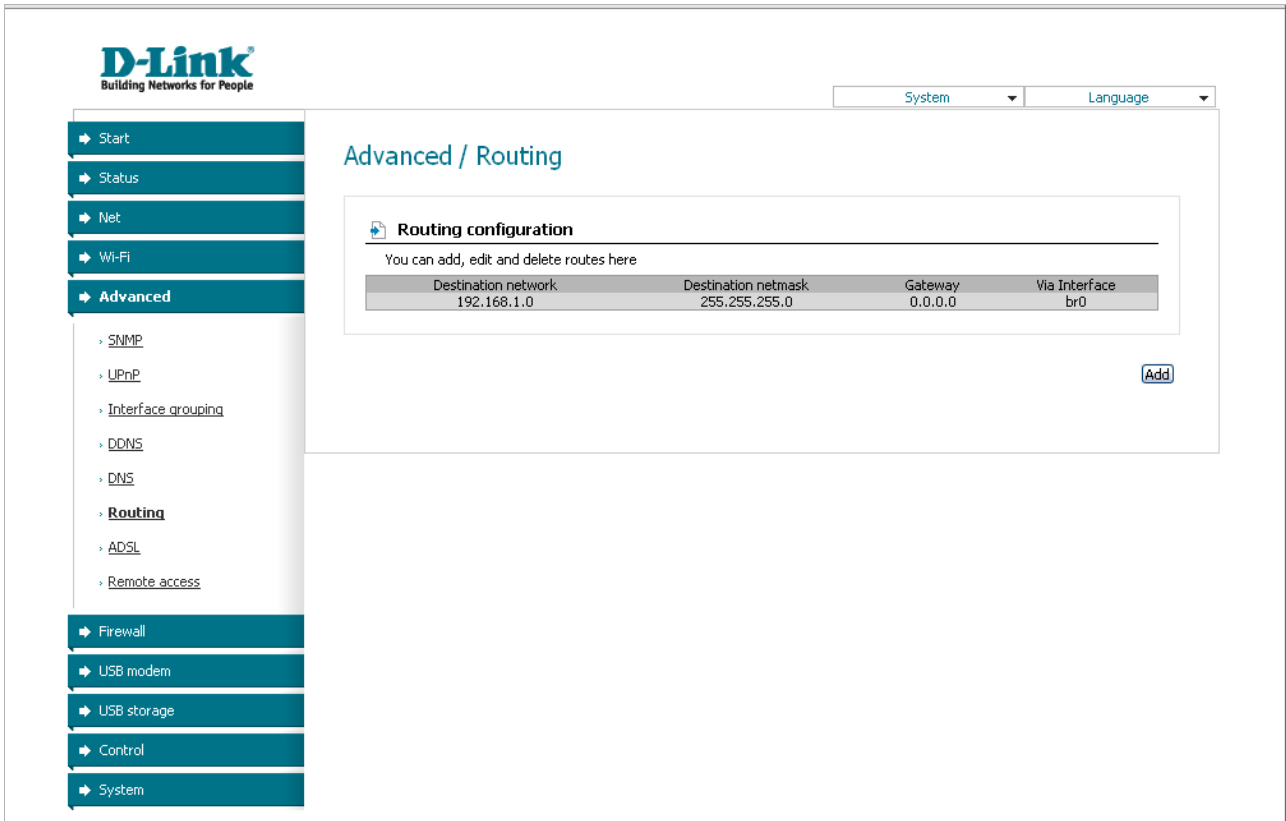 D-Link
Building Networks for People
System Language
Start
Status
Net
Wi-Fi
Advanced
SNMP
UPnP
Interface grouping
DDNS
DNS
Routing
ADSL
Remote access
Firewall
USB modem
USB storage
Control
System
Advanced / Routing
Routing configuration
You can add, edit and delete routes here
Destination network Destination netmask Gateway Via Interface
192.168.1.0 255.255.255.0 0.0.0.0 br0
Add